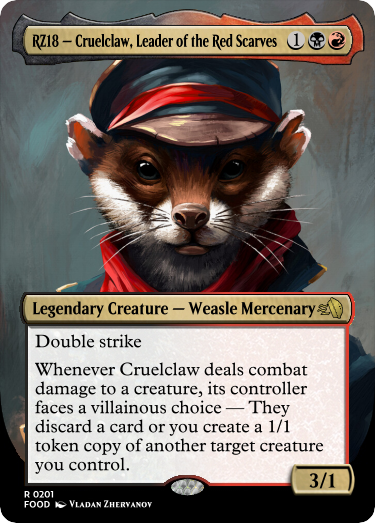 RZ18 – Cruelclaw, Leader of the Red Scarves 1
Legendary Creature — Weasle Mercenary
Double strike
Whenever Cruelclaw deals combat
damage to a creature, its controller
faces a villainous choice — They
discard a card or you create a 1/1
token copy of another target creature
you control.
3/1
R 0201
FOOD Vladan Zhervanov